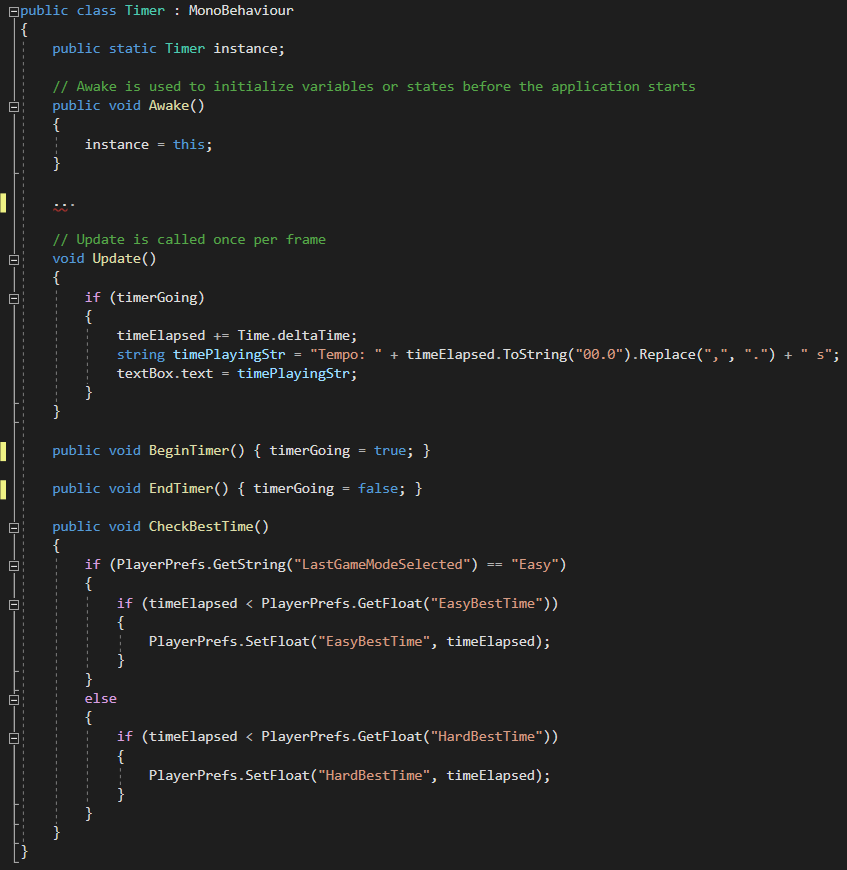 public class Timer : MonoBehaviour
{
    public static Timer instance;

    // Awake is used to initialize variables or states before the application starts
    public void Awake()
    {
        instance = this;
    }

    ...

    // Update is called once per frame
    void Update()
    {
        if (timerGoing)
        {
            timeElapsed += Time.deltaTime;
            string timePlayingStr = "Tempo: " + timeElapsed.ToString("00.0").Replace(",", ".") + " s";
            textBox.text = timePlayingStr;
        }
    }

    public void BeginTimer() { timerGoing = true; }

    public void EndTimer() { timerGoing = false; }

    public void CheckBestTime()
    {
        if (PlayerPrefs.GetString("LastGameModeSelected") == "Easy")
        {
            if (timeElapsed < PlayerPrefs.GetFloat("EasyBestTime"))
            {
                PlayerPrefs.SetFloat("EasyBestTime", timeElapsed);
            }
        }
        else
        {
            if (timeElapsed < PlayerPrefs.GetFloat("HardBestTime"))
            {
                PlayerPrefs.SetFloat("HardBestTime", timeElapsed);
            }
        }
    }
}